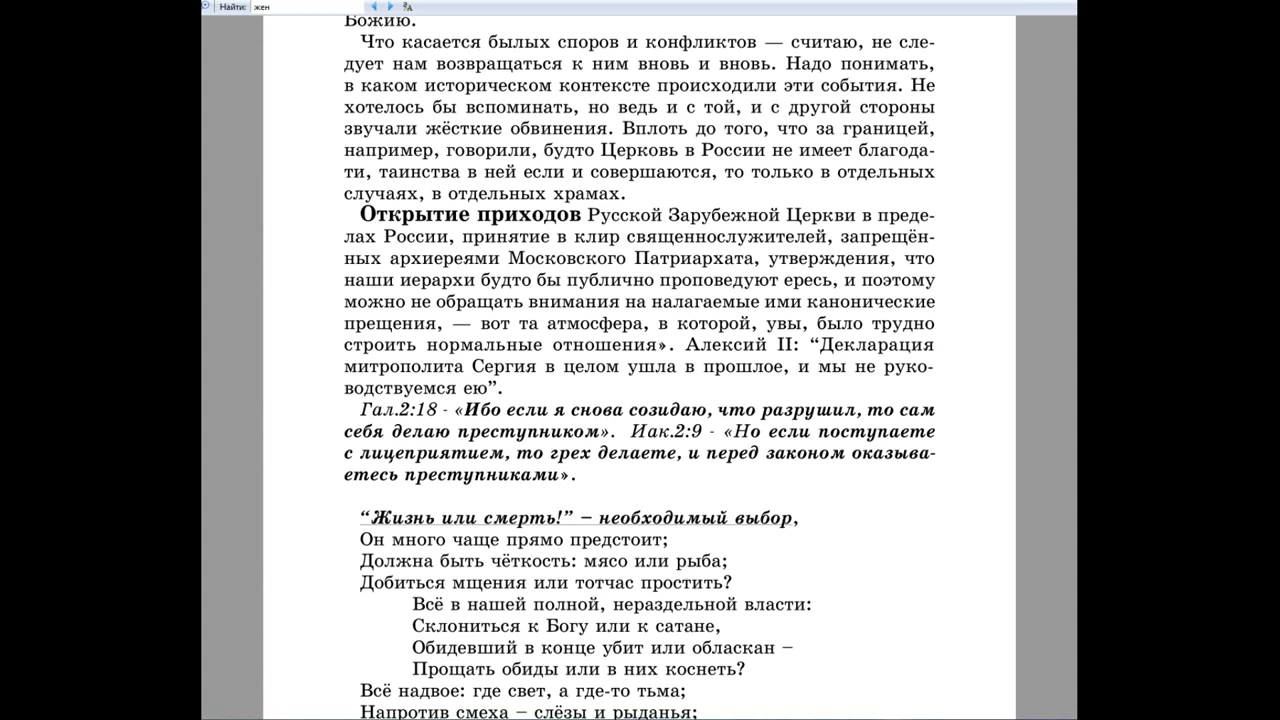 Найти: жен
Божию.
Что касается былых споров и конфликтов — считаю, не сле-
дует нам возвращаться к ним вновь и вновь. Надо понимать,
в каком историческом контексте происходили эти события. Не
хотелось бы вспоминать, но ведь и с той, и с другой стороны
звучали жёсткие обвинения. Вплоть до того, что за границей,
например, говорили, будто Церковь в России не имеет благода-
ти, таинства в ней если и совершаются, то только в отдельных
случаях, в отдельных храмах.
Открытие приходов Русской Зарубежной Церкви в преде-
лах России, принятие в клир священнослужителей, запрещён-
ных архиереями Московского Патриархата, утверждения, что
наши иерархи будто бы публично проповедуют ересь, и поэтому
можно не обращать внимания на налагаемые ими канонические
прещения, — вот та атмосфера, в которой, увы, было трудно
строить нормальные отношения». Алексий II: “Декларация
митрополита Сергия в целом ушла в прошлое, и мы не руко-
водствуемся ею”.
Гал.2:18 - «Ибо если я снова созидаю, что разрушил, то сам
себя делаю преступником». Иак.2:9 - «Но если поступаете
с лицеприятием, то грех делаете, и перед законом оказыва-
етесь преступниками».
“Жизнь или смерть!” – необходимый выбор,
Он много чаще прямо предстоит;
Должна быть чёткость: мясо или рыба;
Добиться мщения или тотчас простить?
Всё в нашей полной, нераздельной власти:
Склониться к Богу или к сатане,
Обидевший в конце убит или обласкан –
Прощать обиды или в них коснеть?
Всё надвое: где свет, а где-то тьма;
Напротив смеха – слёзы и рыданья;